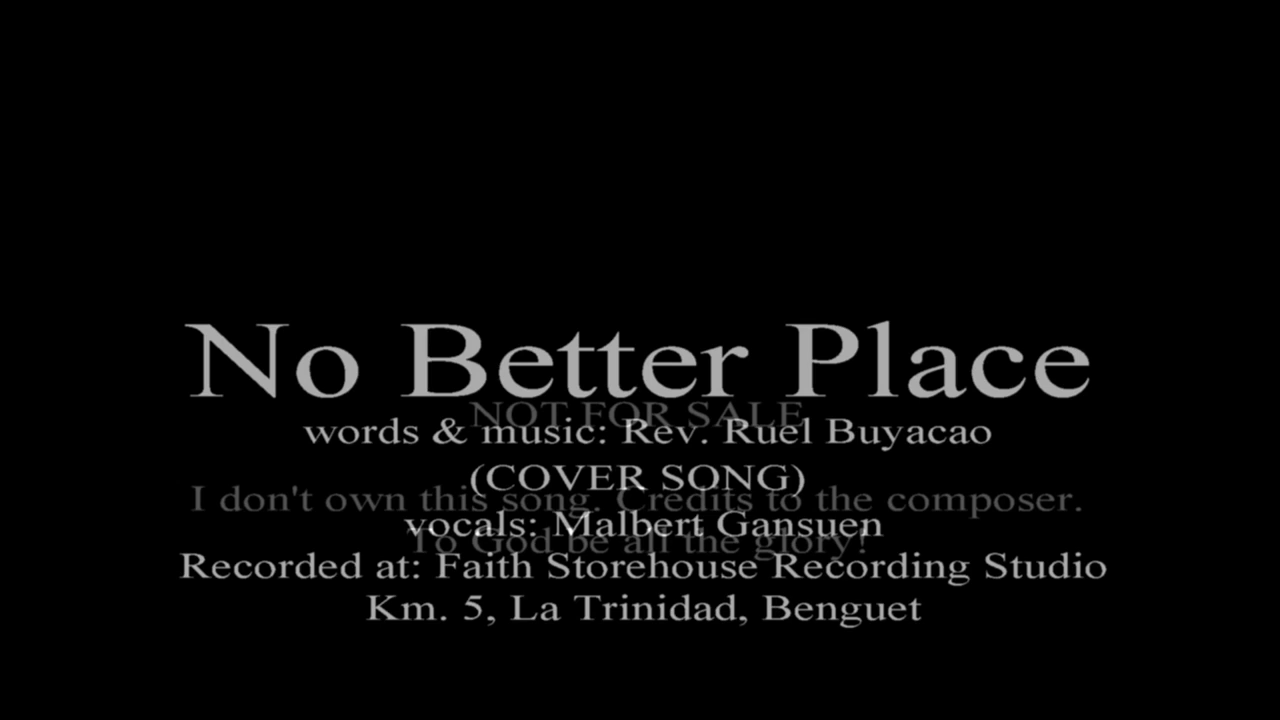 No Better Place
NOT FOR SALE
words & music: Rev. Ruel Buyacao
(COVER SONG)
I don't own this song. Credits to the composer.
vocals: Malbert Gansuen
To God be all the glory!
Recorded at: Faith Storehouse Recording Studio
Km. 5, La Trinidad, Benguet